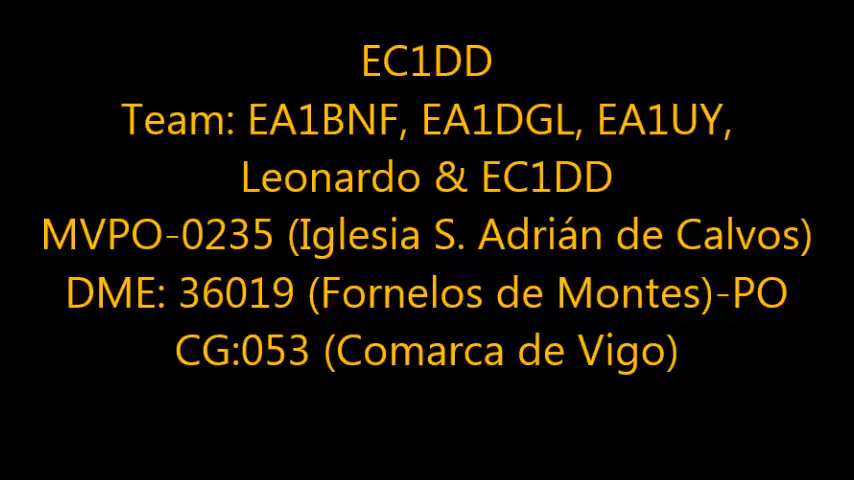 EC1DD
Team: EA1BNF, EA1DGL, EA1UY,
Leonardo & EC1DD
MVPO-0235 (Iglesia S. Adrián de Calvos)
DME: 36019 (Fornelos de Montes)-PO
CG:053 (Comarca de Vigo)